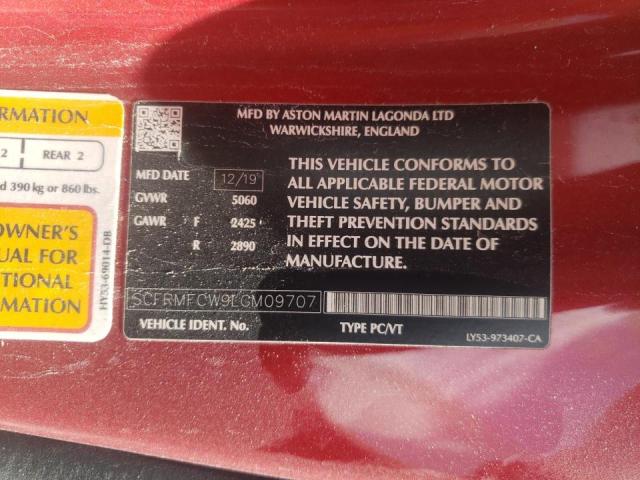 RMATION
2 REAR 2
d 390 kg or 860 lbs.
OWNER'S
UAL FOR
TIONAL
MATION
HY53-69014-DB
MFD BY ASTON MARTIN LAGONDA LTD
WARWICKSHIRE, ENGLAND
MFD DATE 12/19
GVWR 5060
GAWR F 2425
R 2890
THIS VEHICLE CONFORMS TO
ALL APPLICABLE FEDERAL MOTOR
VEHICLE SAFETY, BUMPER AND
THEFT PREVENTION STANDARDS
IN EFFECT ON THE DATE OF
MANUFACTURE.
SCFRMFCW9LGM09707
VEHICLE IDENT. No. TYPE PC/VT
LY53-973407-CA